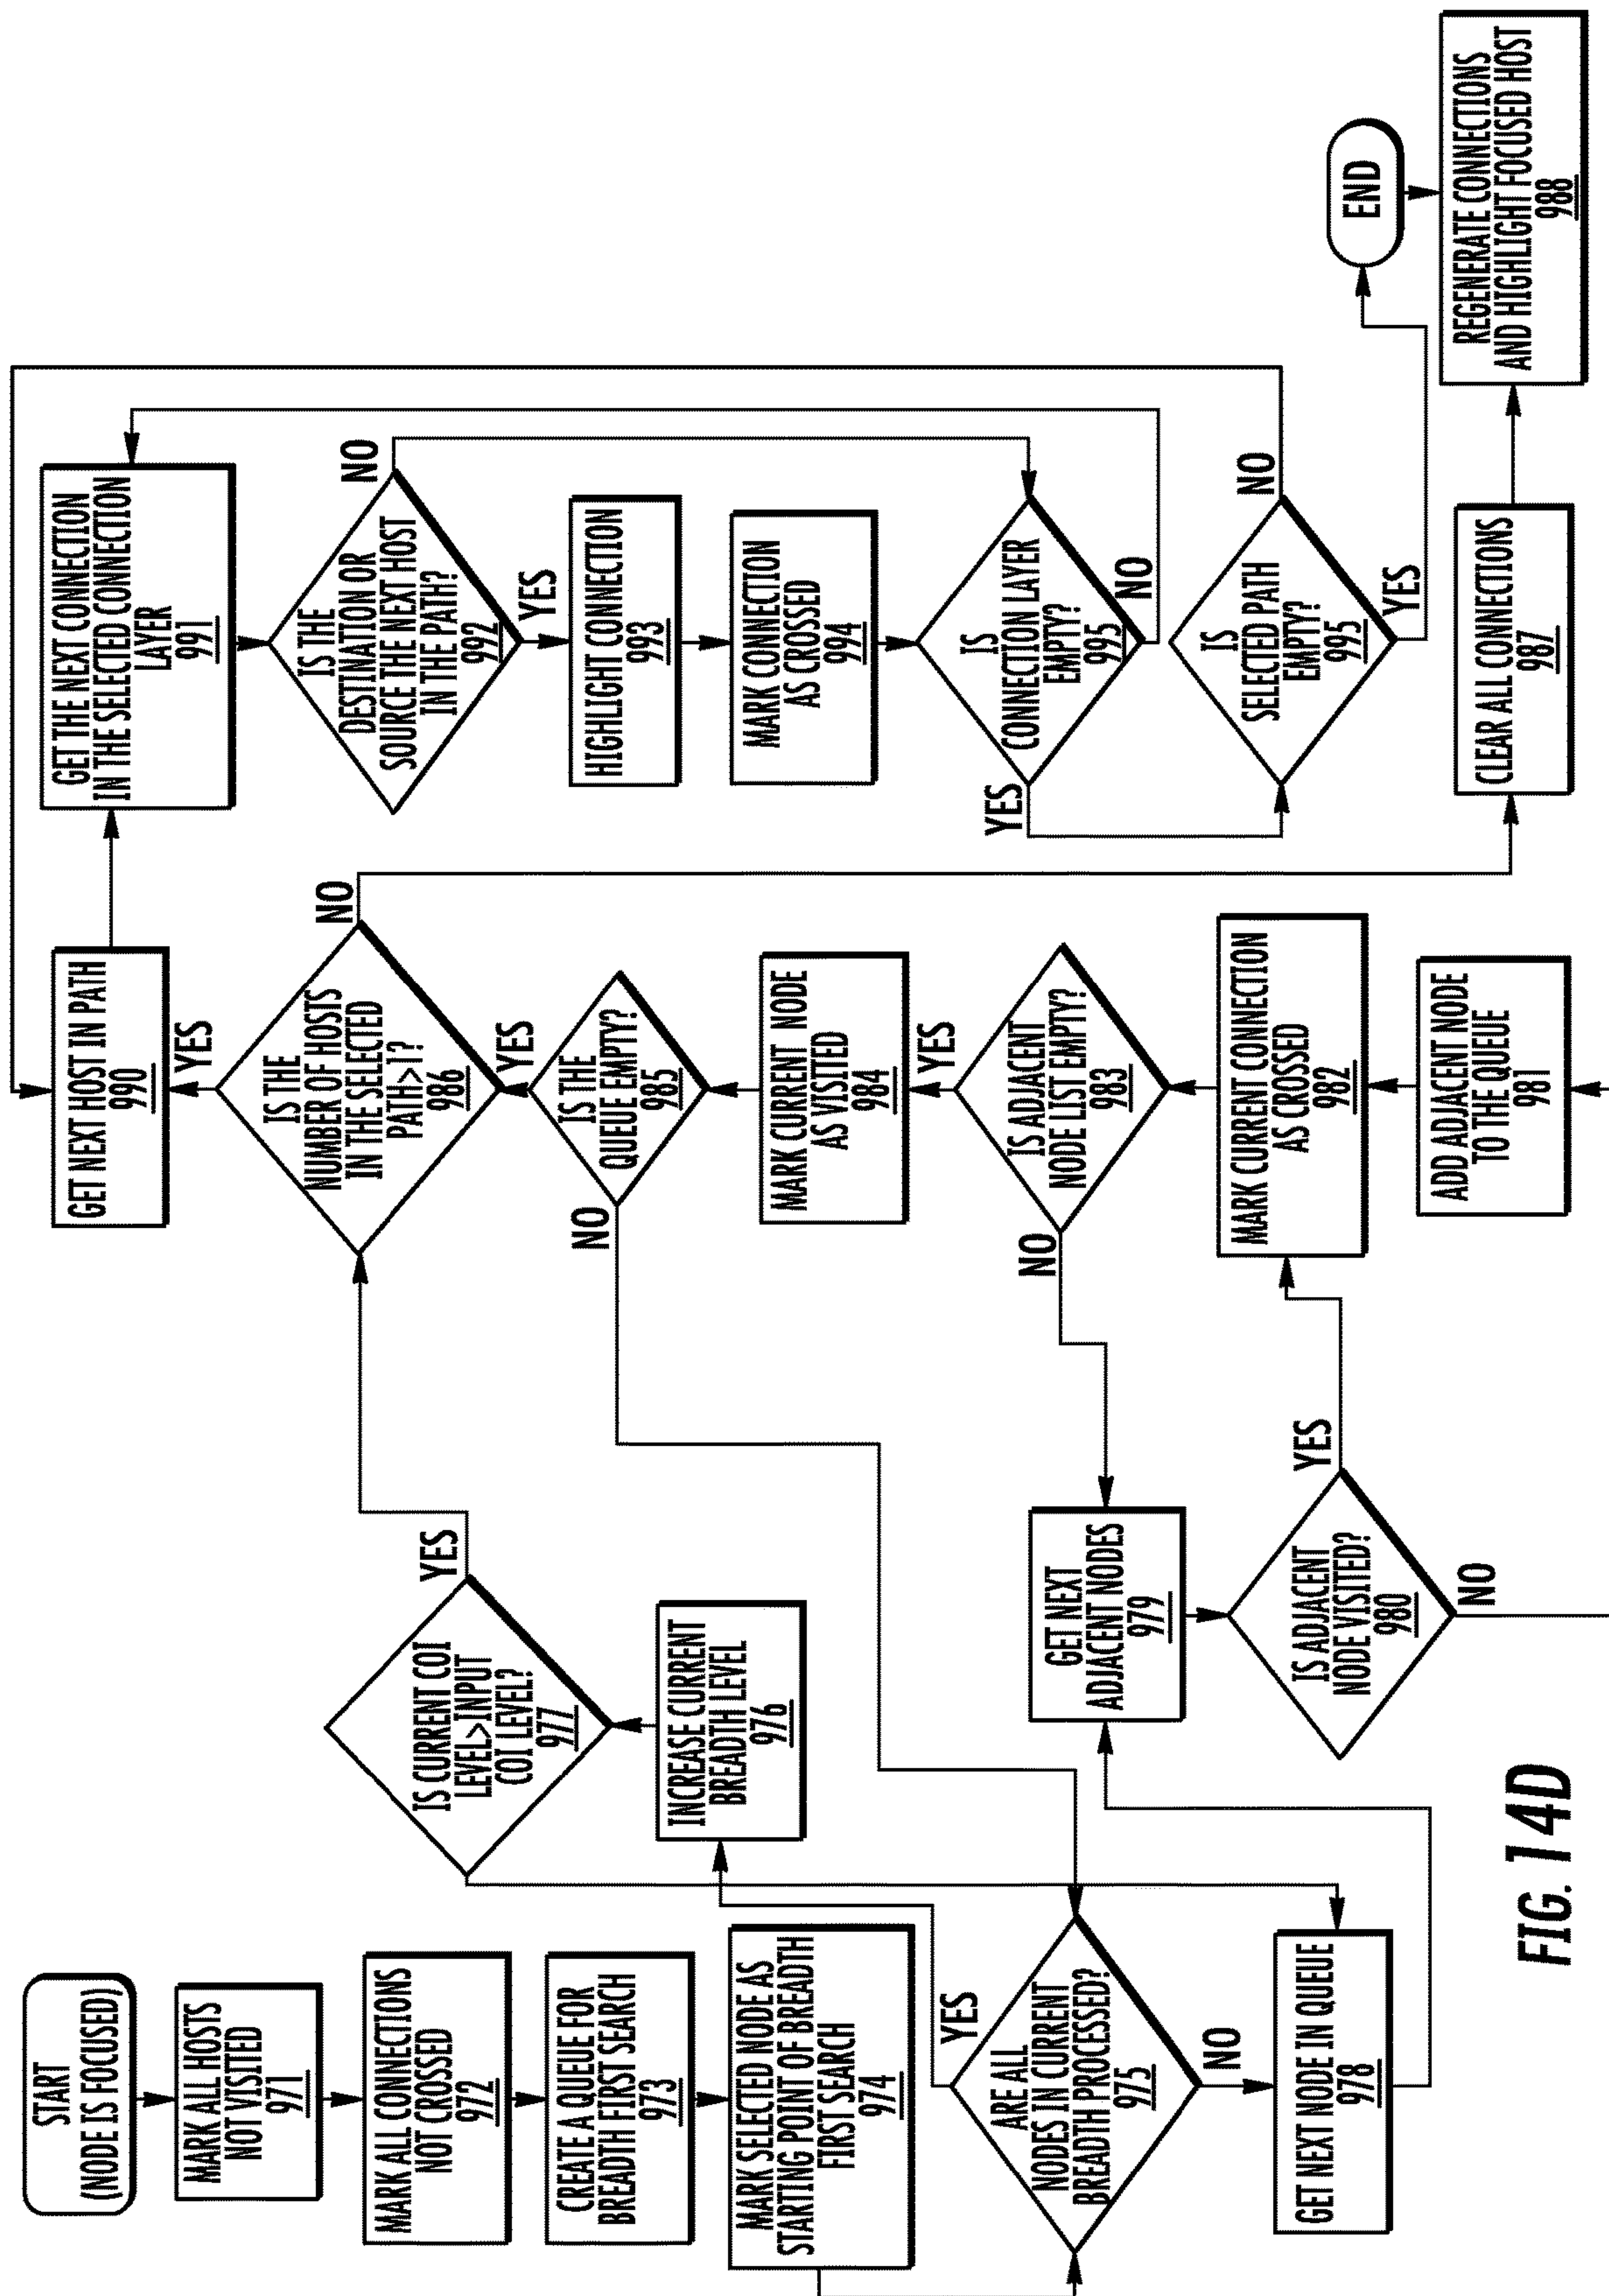 START
(NODE IS FOCUSED)
MARK ALL HOSTS
NOT VISITED
971
MARK ALL CONNECTIONS
NOT CROSSED
972
CREATE A QUEUE FOR
BREADTH FIRST SEARCH
973
MARK SELECTED NODE AS
STARTING POINT OF BREADTH
FIRST SEARCH
974
ARE ALL
NODES IN CURRENT
BREADTH PROCESSED?
975
YES
NO
GET NEXT NODE IN QUEUE
978
IS CURRENT COI
LEVEL>INPUT
COI LEVEL?
977
YES
INCREASE CURRENT
BREADTH LEVEL
976
GET NEXT
ADJACENT NODES
979
IS ADJACENT
NODE VISITED?
980
YES
NO
GET NEXT HOST IN PATH
990
YES
IS THE
NUMBER OF HOSTS
IN THE SELECTED
PATH>1?
986
NO
YES
IS THE
QUEUE EMPTY?
985
NO
MARK CURRENT NODE
AS VISITED
984
YES
IS ADJACENT
NODE LIST EMPTY?
983
NO
MARK CURRENT CONNECTION
AS CROSSED
982
ADD ADJACENT NODE
TO THE QUEUE
981
GET THE NEXT CONNECTION
IN THE SELECTED CONNECTION
LAYER
991
IS THE
DESTINATION OR
SOURCE THE NEXT HOST
IN THE PATH?
992
NO
YES
HIGHLIGHT CONNECTION
993
MARK CONNECTION
AS CROSSED
994
IS
CONNECTION LAYER
EMPTY?
995
NO
YES
IS
SELECTED PATH
EMPTY?
995
NO
YES
CLEAR ALL CONNECTIONS
987
END
REGENERATE CONNECTIONS
AND HIGHLIGHT FOCUSED HOST
988
FIG. 14D